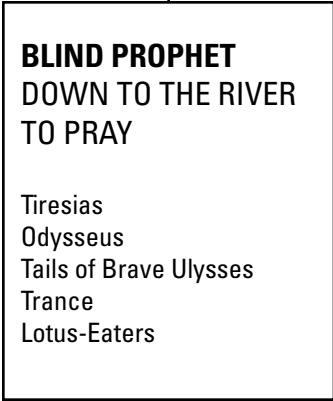 BLIND PROPHET
DOWN TO THE RIVER
TO PRAY
Tiresias
Odysseus
Tails of Brave Ulysses
Trance
Lotus-Eaters